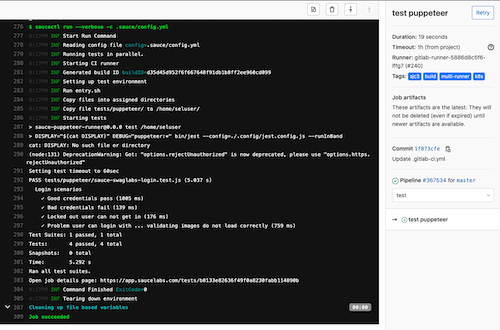 276 $ saucectl run --verbose -c .sauce/config.yml
277 8:17PM INF Start Run Command
278 8:17PM INF Reading config file config=.sauce/config.yml
279 8:17PM INF Running tests in parallel.
280 8:17PM INF Starting CI runner
281 8:17PM INF Generated build ID
282 8:17PM INF Setting up test environment
283 8:17PM INF Run entry.sh
284 8:17PM INF Copy files into assigned directories
285 8:17PM INF Copy file tests/puppeteer/ to /home/seluser/
286 8:17PM INF Starting tests
287 > sauce-puppeteer-runner@0.0.0 test /home/seluser
288 > DISPLAY="$(cat DISPLAY)" DEBUG="puppeteer:*" bin/jest --config=./.config/jest.config.js --runInBand
289 cat: DISPLAY: No such file or directory
290 (node:131) DeprecationWarning: Got: "options.rejectUnauthorized" is now deprecated, please use "options.https.
rejectUnauthorized"
291 Setting test timeout to 60sec
292 PASS tests/puppeteer/sauce-swaglabs-login.test.js (5.037 s)
293 Login scenarios
294 ✓ Good credentials pass (1005 ms)
295 ✓ Bad credentials fail (139 ms)
296 ✓ Locked out user can not get in (176 ms)
297 ✓ Problem user can login with ... validating images do not load correctly (759 ms)
298 Test Suites: 1 passed, 1 total
299 Tests: 4 passed, 4 total
300 Snapshots: 0 total
301 Time: 5.292 s
302 Ran all test suites.
303 Open job details page: https://app.saucelabs.com/tests/b8133e82636f49f0a8230fabb114890b
304 8:17PM INF Command Finished ExitCode=0
305 8:17PM INF Tearing down environment
307 Cleaning up file based variables 00:00
309 Job succeeded
test puppeteer
Retry
Duration: 19 seconds
Timeout: 1h (from project)
Runner: gitlab-runner-5886d8c5f6-
lffg7 (#240)
Tags: sjc3 build multi-runner k8s
Job artifacts
These artifacts are the latest. They will
not be deleted (even if expired) until
newer artifacts are available.
Commit 1f873cfe
Update .gitlab-ci.yml
Pipeline #367534 for master
test
→ test puppeteer